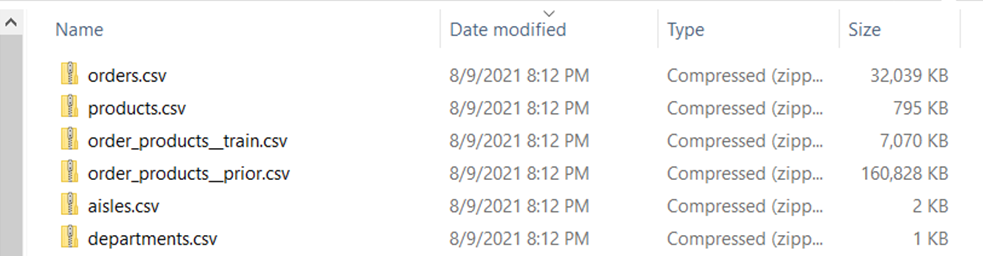 Name Date modified Type Size
orders.csv 8/9/2021 8:12 PM Compressed (zipp... 32,039 KB
products.csv 8/9/2021 8:12 PM Compressed (zipp... 795 KB
order_products__train.csv 8/9/2021 8:12 PM Compressed (zipp... 7,070 KB
order_products__prior.csv 8/9/2021 8:12 PM Compressed (zipp... 160,828 KB
aisles.csv 8/9/2021 8:12 PM Compressed (zipp... 2 KB
departments.csv 8/9/2021 8:12 PM Compressed (zipp... 1 KB